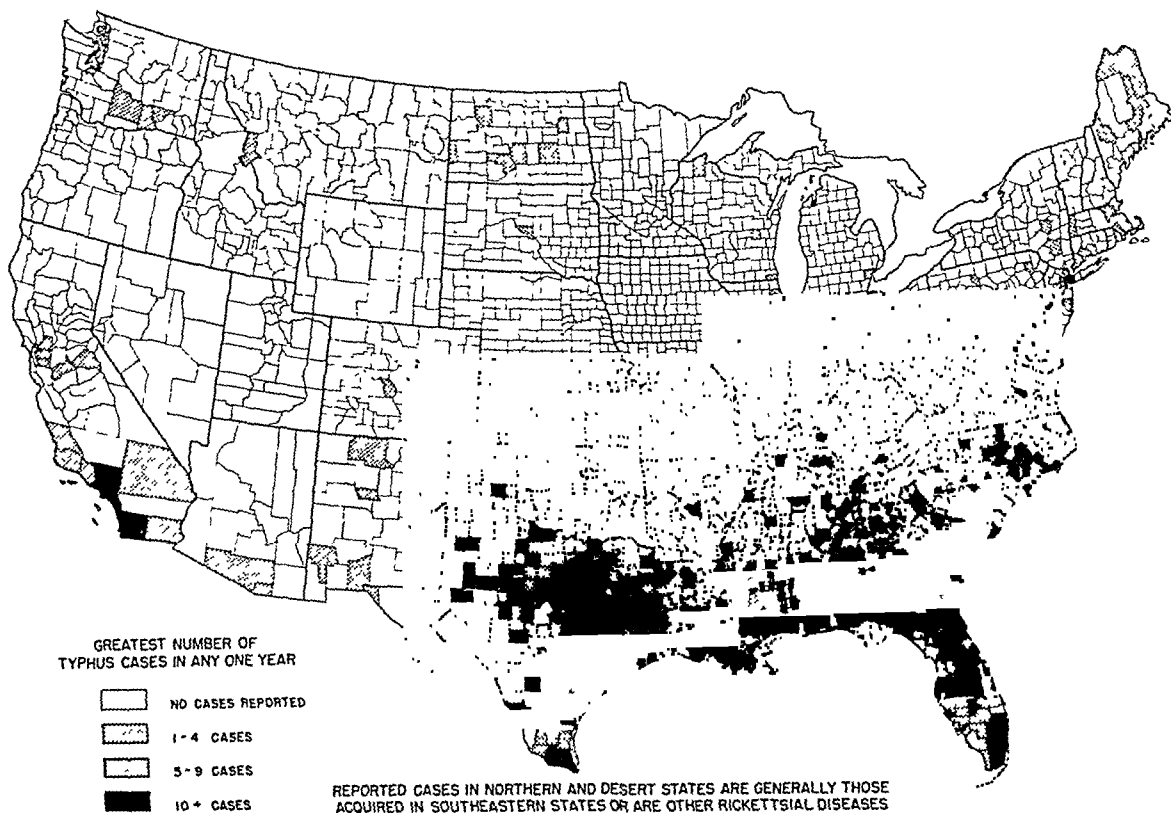 GREATEST NUMBER OF
TYPHUS CASES IN ANY ONE YEAR
NO CASES REPORTED
1-4 CASES
5-9 CASES
10+ CASES
REPORTED CASES IN NORTHERN AND DESERT STATES ARE GENERALLY THOSE
ACQUIRED IN SOUTHEASTERN STATES OR ARE OTHER RICKETTSIAL DISEASES